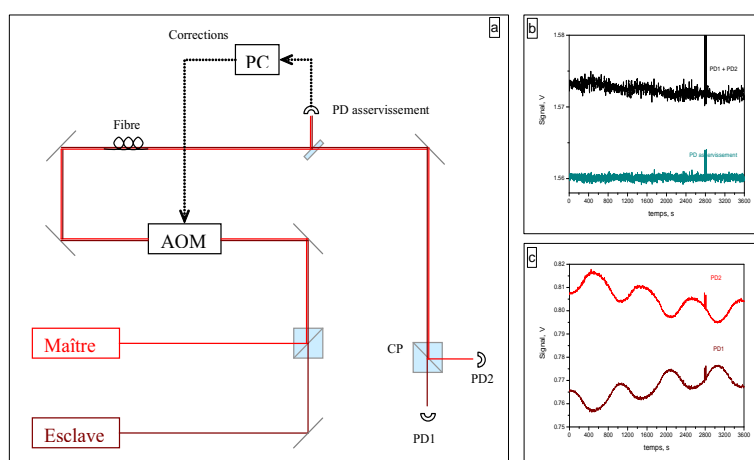 a
Corrections
PC
PD asservissement
Fibre
AOM
Maître
CP
PD2
Esclave
PD1
b
1.58
PD1 + PD2
Signal, V
1.57
PD asservissement
1.56
0 400 800 1200 1600 2000 2400 2800 3200 3600
temps, s
c
0.82
PD2
0.81
0.80
0.79
Signal, V
0.78
PD1
0.77
0.76
0.75
0 400 800 1200 1600 2000 2400 2800 3200 3600
temps, s